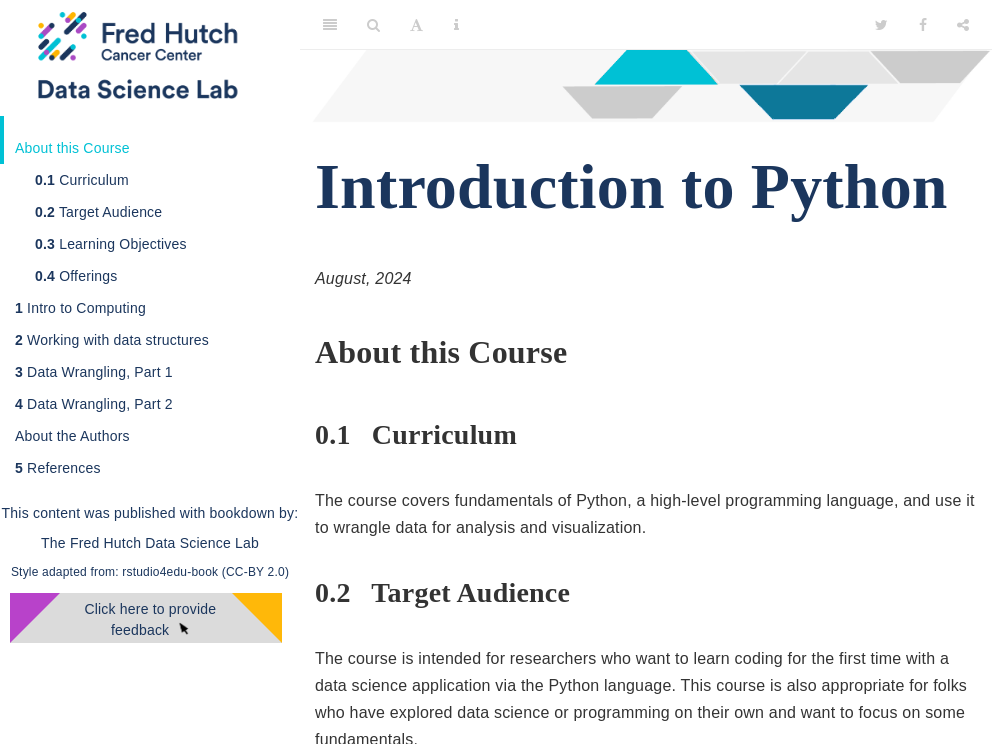 Fred Hutch
Cancer Center
Data Science Lab
About this Course
0.1 Curriculum
0.2 Target Audience
0.3 Learning Objectives
0.4 Offerings
1 Intro to Computing
2 Working with data structures
3 Data Wrangling, Part 1
4 Data Wrangling, Part 2
About the Authors
5 References
This content was published with bookdown by:
The Fred Hutch Data Science Lab
Style adapted from: rstudio4edu-book (CC-BY 2.0)
Click here to provide
feedback
Introduction to Python
August, 2024
About this Course
0.1 Curriculum
The course covers fundamentals of Python, a high-level programming language, and use it
to wrangle data for analysis and visualization.
0.2 Target Audience
The course is intended for researchers who want to learn coding for the first time with a
data science application via the Python language. This course is also appropriate for folks
who have explored data science or programming on their own and want to focus on some
fundamentals.